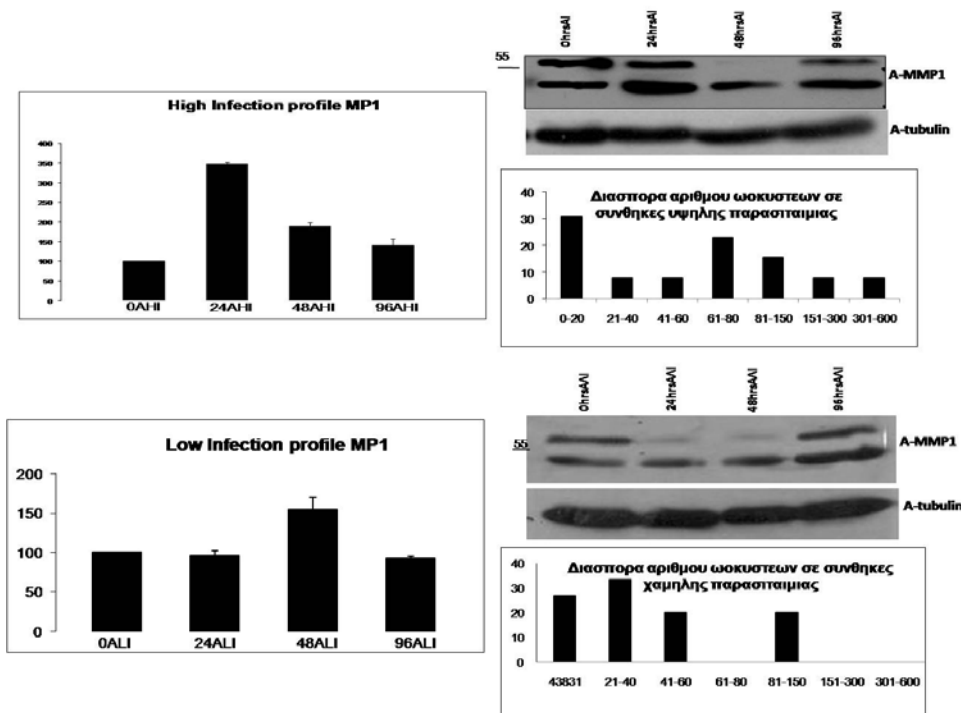 High Infection profile MP1
400
350
300
250
200
150
100
50
0
0AHI 24AHI 48AHI 96AHI
0hrsAI 24hrsAI 48hrsAI 96hrsAI
55
A-MMP1
A-tubulin
Διασπορα αριθμου ωοκυστεων σε
συνθηκες υψηλης παρασιταιμιας
40
30
20
10
0
0-20 21-40 41-60 61-80 81-150 151-300 301-600
Low Infection profile MP1
200
150
100
50
0
0ALI 24ALI 48ALI 96ALI
0hrsAΛI 24hrsAΛI 48hrsAΛI 96hrsAΛI
55
A-MMP1
A-tubulin
Διασπορα αριθμου ωοκυστεων σε συνθηκες
χαμηλης παρασιταιμιας
40
30
20
10
0
43831 21-40 41-60 61-80 81-150 151-300 301-600